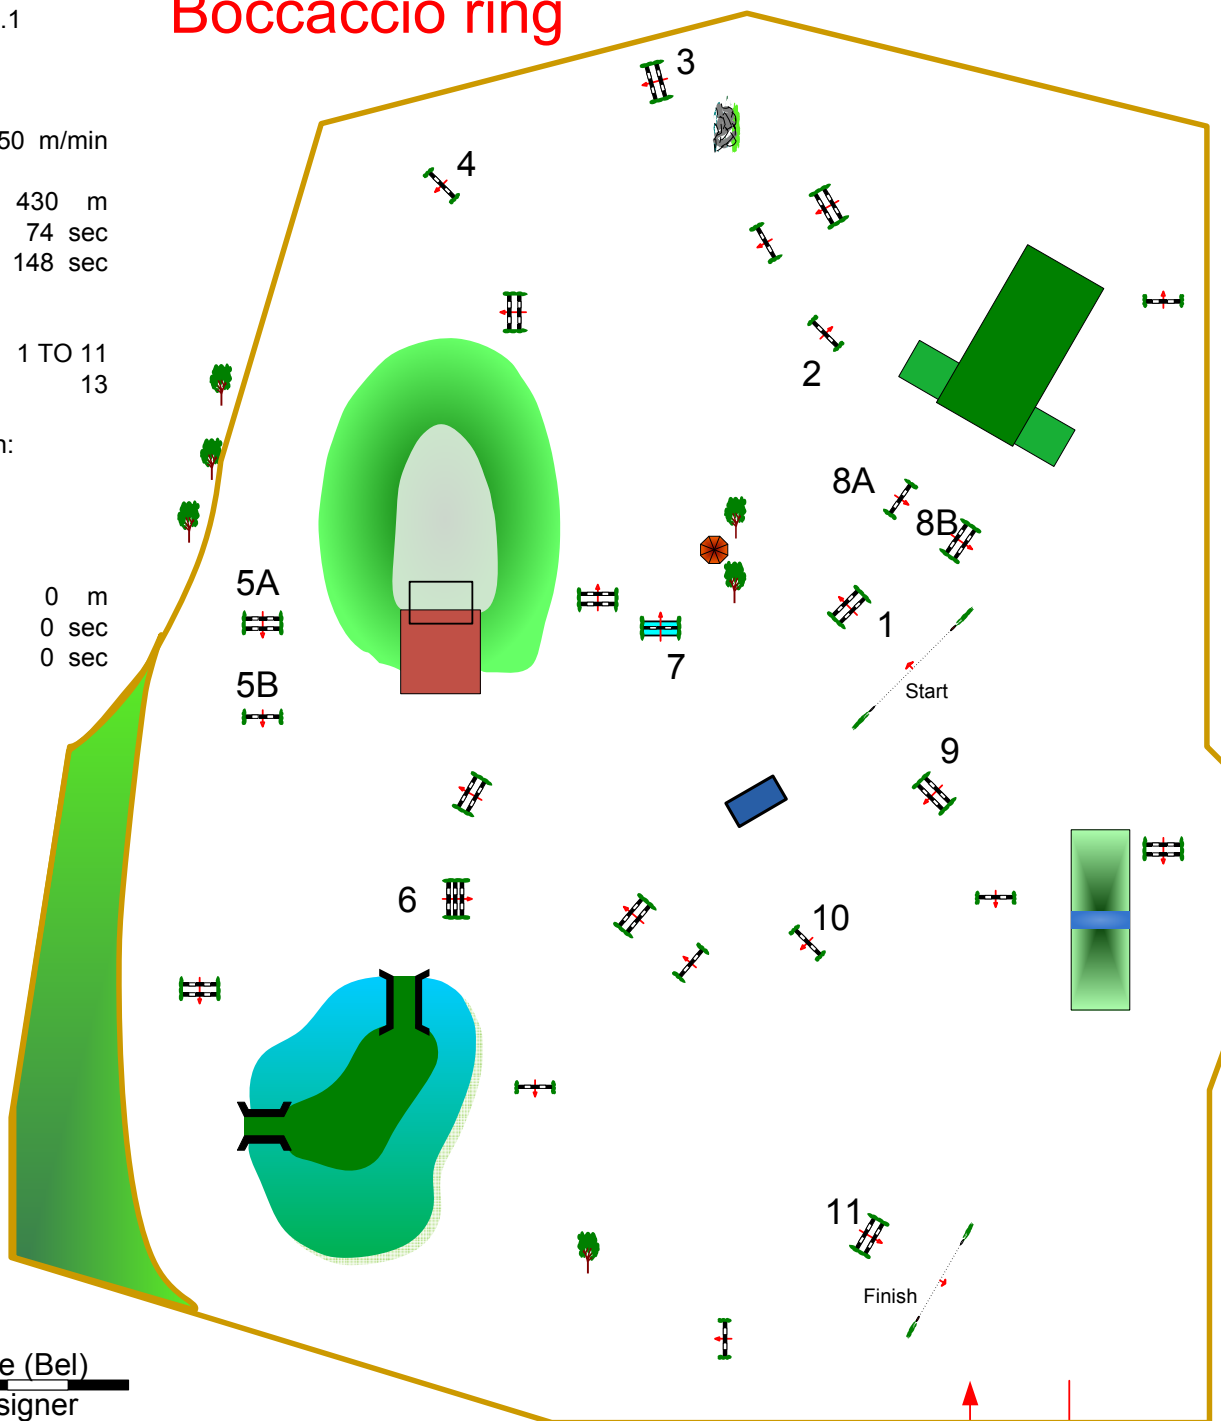 .1
Boccaccio ring
3
50 m/min
4
430 m
74 sec
148 sec
1 TO 11
13
2
n:
8A
8B
5A
0 m
0 sec
0 sec
1
7
5B
Start
9
6
10
11
Finish
e (Bel)
signer